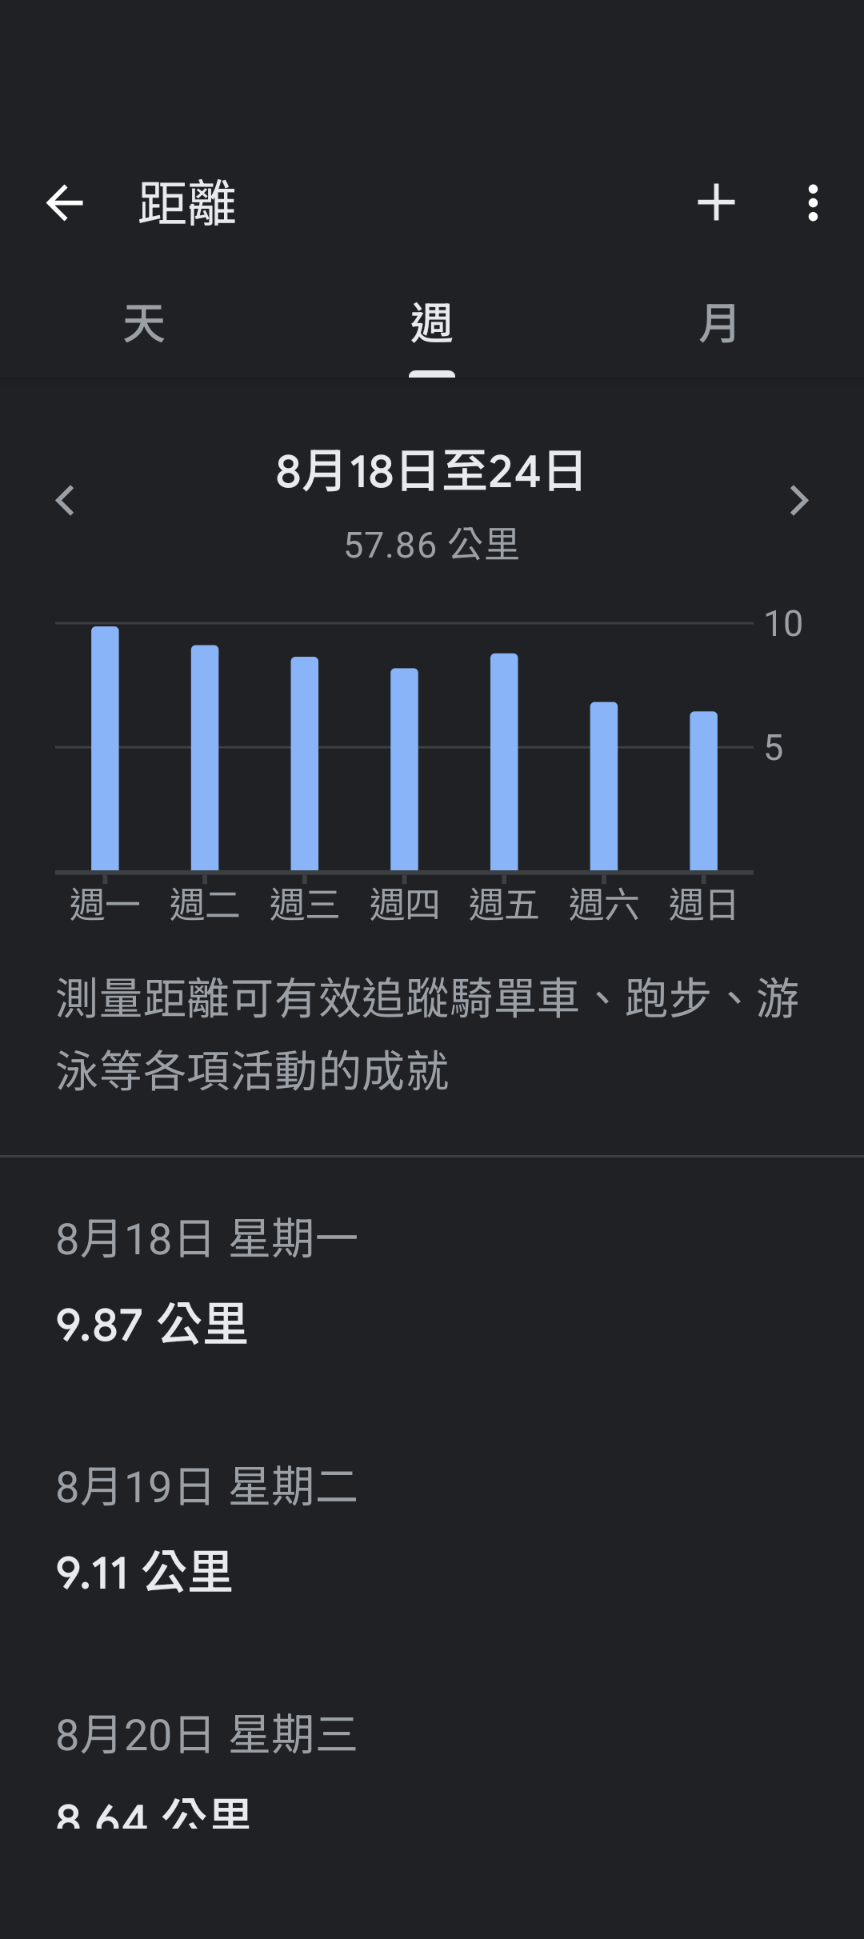 距離
天 週 月
8月18日至24日
57.86 公里
10
5
週一 週二 週三 週四 週五 週六 週日
測量距離可有效追蹤騎單車、跑步、游
泳等各項活動的成就
8月18日 星期一
9.87 公里
8月19日 星期二
9.11 公里
8月20日 星期三
8.64 公里